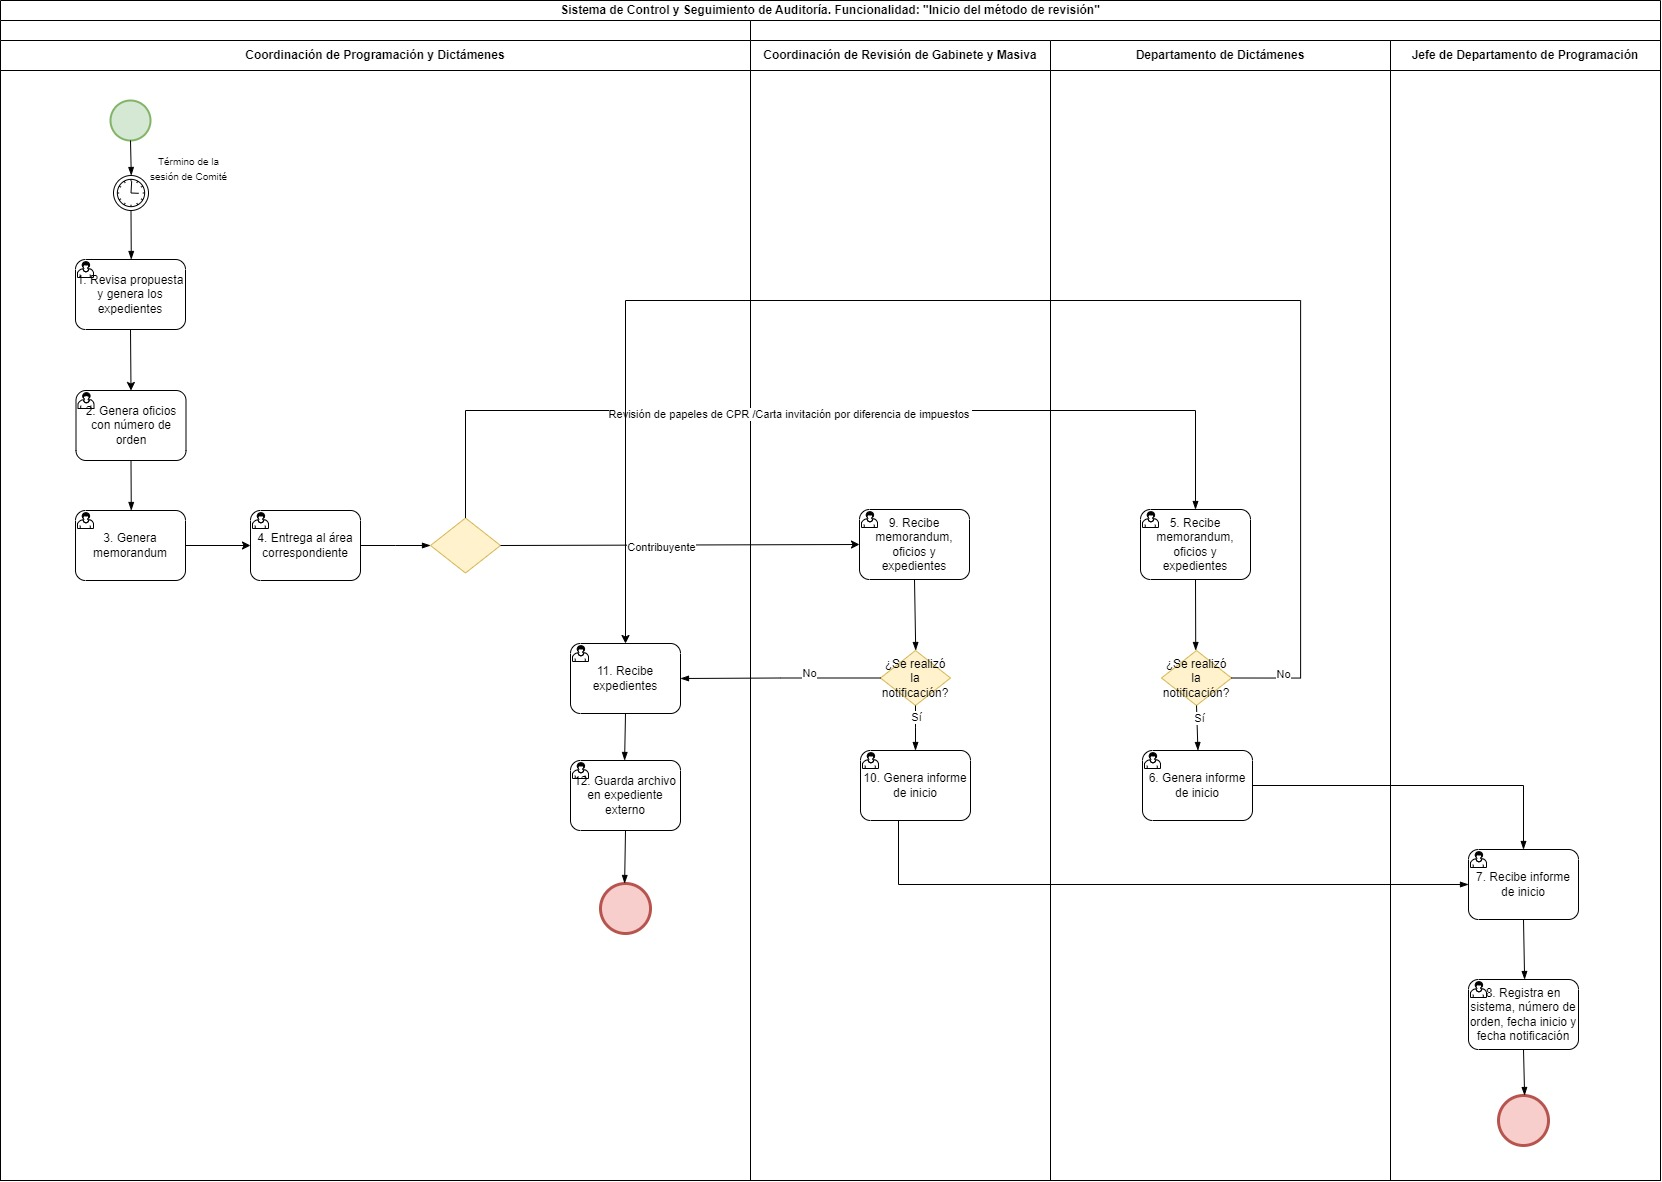 Sistema de Control y Seguimiento de Auditoría. Funcionalidad: "Inicio del método de revisión"
Coordinación de Programación y Dictámenes
Coordinación de Revisión de Gabinete y Masiva
Departamento de Dictámenes
Jefe de Departamento de Programación
Término de la
sesión de Comité
1. Revisa propuesta
y genera los
expedientes
2. Genera oficios
con número de
orden
3. Genera
memorandum
4. Entrega al área
correspondiente
Revisión de papeles de CPR /Carta invitación por diferencia de impuestos
Contribuyente
9. Recibe
memorandum,
oficios y
expedientes
5. Recibe
memorandum,
oficios y
expedientes
11. Recibe
expedientes
No
¿Se realizó
la
notificación?
Sí
¿Se realizó
la
notificación?
No
Sí
12. Guarda archivo
en expediente
externo
10. Genera informe
de inicio
6. Genera informe
de inicio
7. Recibe informe
de inicio
8. Registra en
sistema, número de
orden, fecha inicio y
fecha notificación